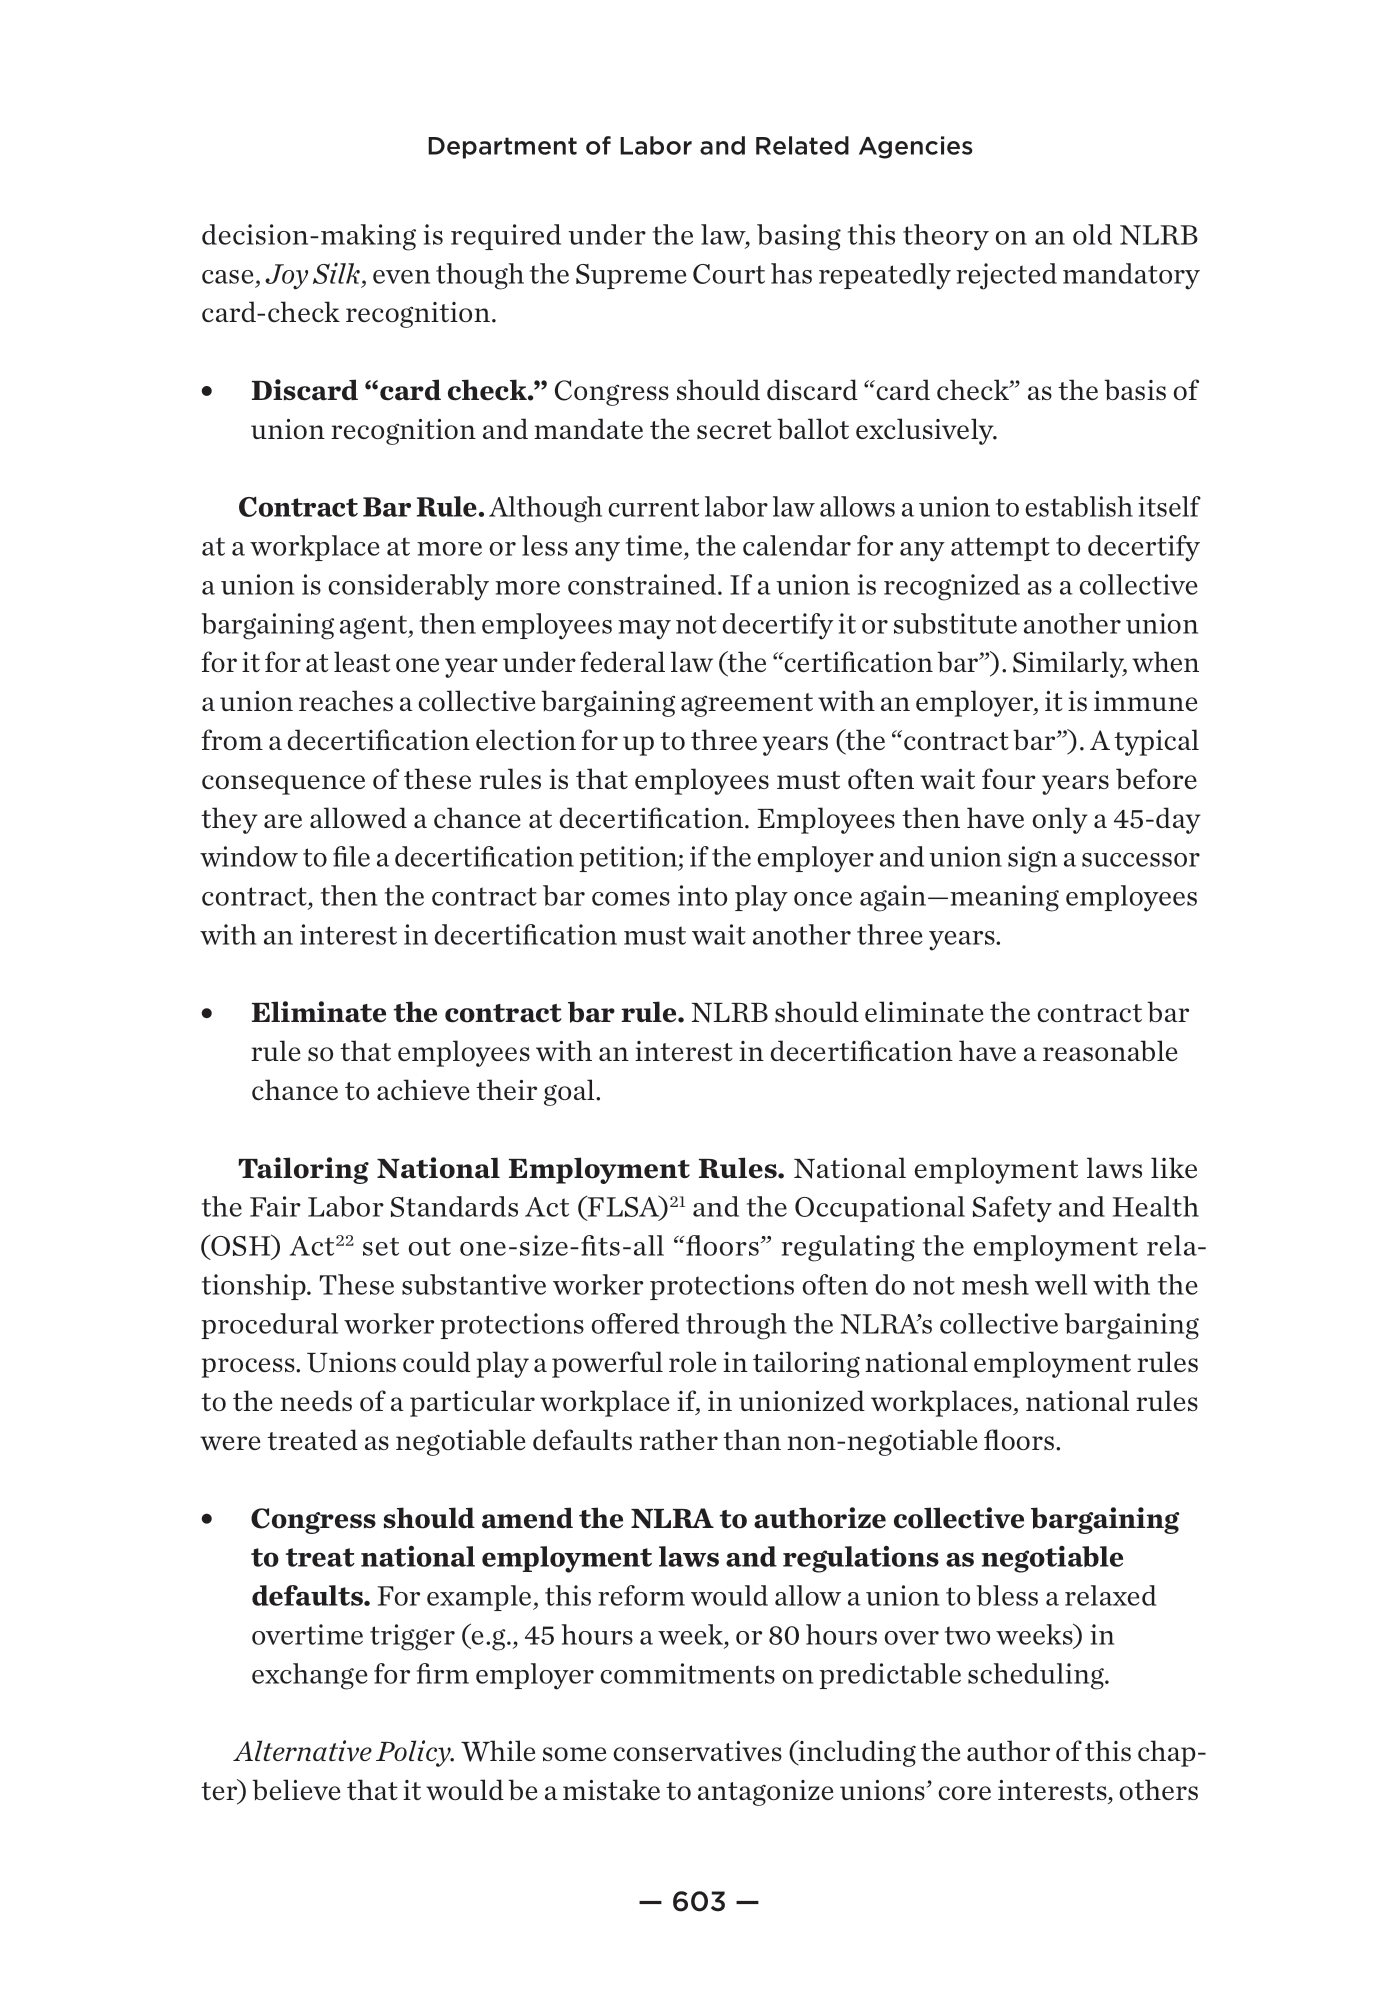 Department of Labor and Related Agencies
decision-making is required under the law, basing this theory on an old NLRB
case, Joy Silk, even though the Supreme Court has repeatedly rejected mandatory
card-check recognition.
• Discard “card check.” Congress should discard “card check” as the basis of
union recognition and mandate the secret ballot exclusively.
Contract Bar Rule. Although current labor law allows a union to establish itself
at a workplace at more or less any time, the calendar for any attempt to decertify
a union is considerably more constrained. If a union is recognized as a collective
bargaining agent, then employees may not decertify it or substitute another union
for it for at least one year under federal law (the “certification bar”). Similarly, when
a union reaches a collective bargaining agreement with an employer, it is immune
from a decertification election for up to three years (the “contract bar”). A typical
consequence of these rules is that employees must often wait four years before
they are allowed a chance at decertification. Employees then have only a 45-day
window to file a decertification petition; if the employer and union sign a successor
contract, then the contract bar comes into play once again—meaning employees
with an interest in decertification must wait another three years.
• Eliminate the contract bar rule. NLRB should eliminate the contract bar
rule so that employees with an interest in decertification have a reasonable
chance to achieve their goal.
Tailoring National Employment Rules. National employment laws like
the Fair Labor Standards Act (FLSA)²¹ and the Occupational Safety and Health
(OSH) Act²² set out one-size-fits-all “floors” regulating the employment rela-
tionship. These substantive worker protections often do not mesh well with the
procedural worker protections offered through the NLRA’s collective bargaining
process. Unions could play a powerful role in tailoring national employment rules
to the needs of a particular workplace if, in unionized workplaces, national rules
were treated as negotiable defaults rather than non-negotiable floors.
• Congress should amend the NLRA to authorize collective bargaining
to treat national employment laws and regulations as negotiable
defaults. For example, this reform would allow a union to bless a relaxed
overtime trigger (e.g., 45 hours a week, or 80 hours over two weeks) in
exchange for firm employer commitments on predictable scheduling.
Alternative Policy. While some conservatives (including the author of this chap-
ter) believe that it would be a mistake to antagonize unions’ core interests, others
— 603 —